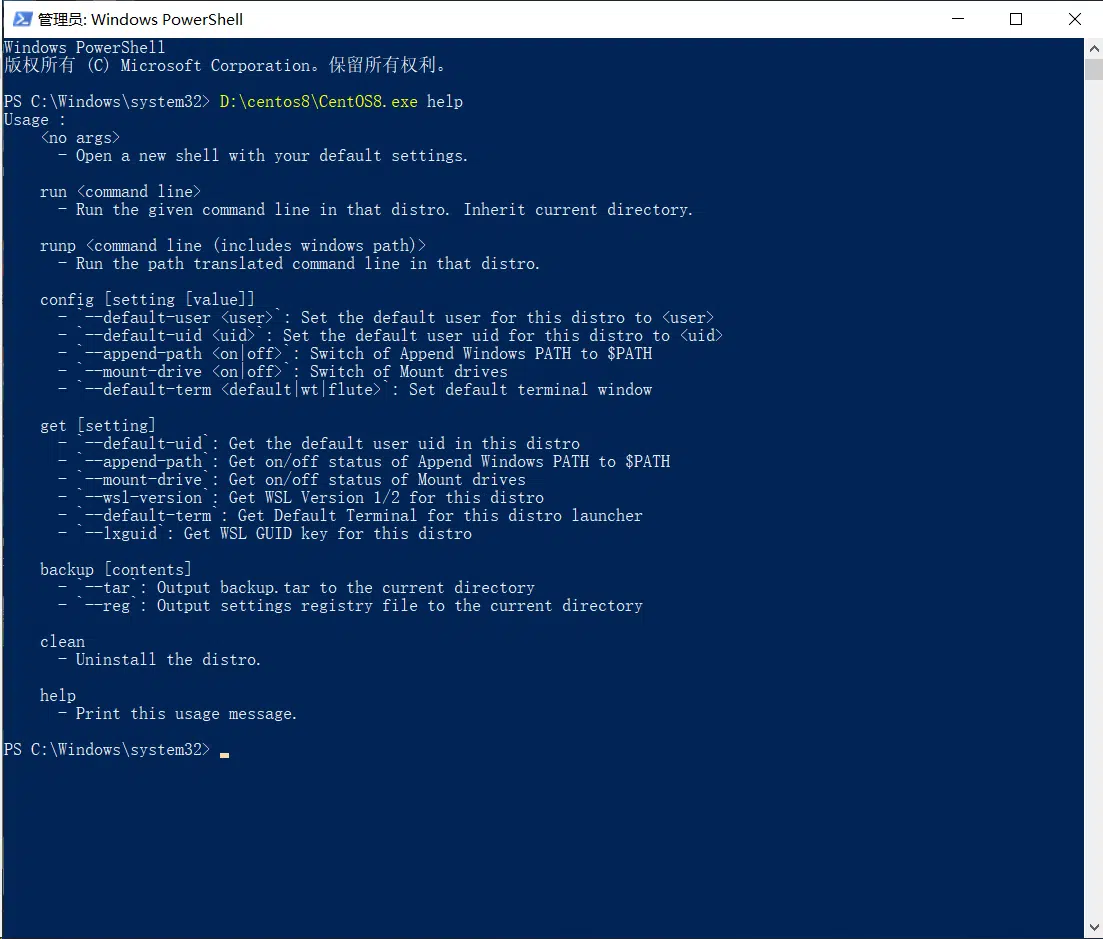 管理员: Windows PowerShell
Windows PowerShell
版权所有 (C) Microsoft Corporation。保留所有权利。
PS C:\Windows\system32> D:\centos8\CentOS8.exe help
Usage :
<no args>
- Open a new shell with your default settings.
run <command line>
- Run the given command line in that distro. Inherit current directory.
runp <command line (includes windows path)>
- Run the path translated command line in that distro.
config [setting [value]]
- `--default-user <user>`: Set the default user for this distro to <user>
- `--default-uid <uid>`: Set the default user uid for this distro to <uid>
- `--append-path <on|off>`: Switch of Append Windows PATH to $PATH
- `--mount-drive <on|off>`: Switch of Mount drives
- `--default-term <default|wt|flute>`: Set default terminal window
get [setting]
- `--default-uid`: Get the default user uid in this distro
- `--append-path`: Get on/off status of Append Windows PATH to $PATH
- `--mount-drive`: Get on/off status of Mount drives
- `--wsl-version`: Get WSL Version 1/2 for this distro
- `--default-term`: Get Default Terminal for this distro launcher
- `--lxguid`: Get WSL GUID key for this distro
backup [contents]
- `--tar`: Output backup.tar to the current directory
- `--reg`: Output settings registry file to the current directory
clean
- Uninstall the distro.
help
- Print this usage message.
PS C:\Windows\system32>